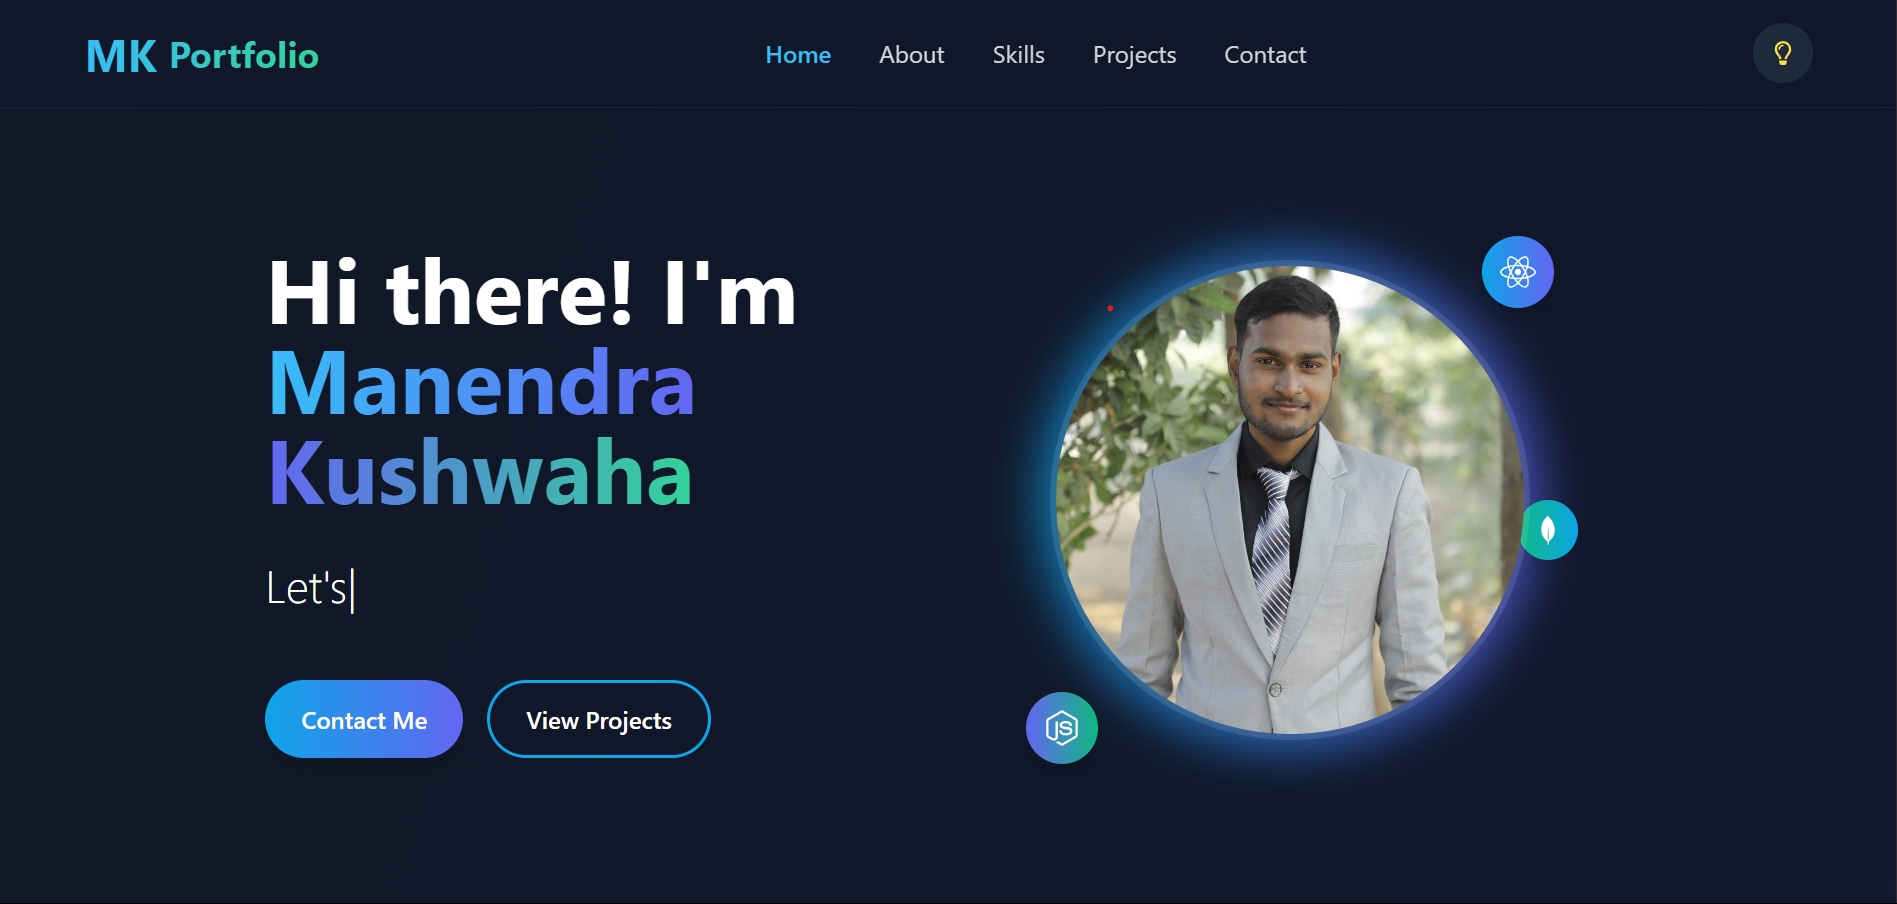 MK Portfolio
Home About Skills Projects Contact
Hi there! I'm
Manendra
Kushwaha
Let's|
Contact Me View Projects
JS